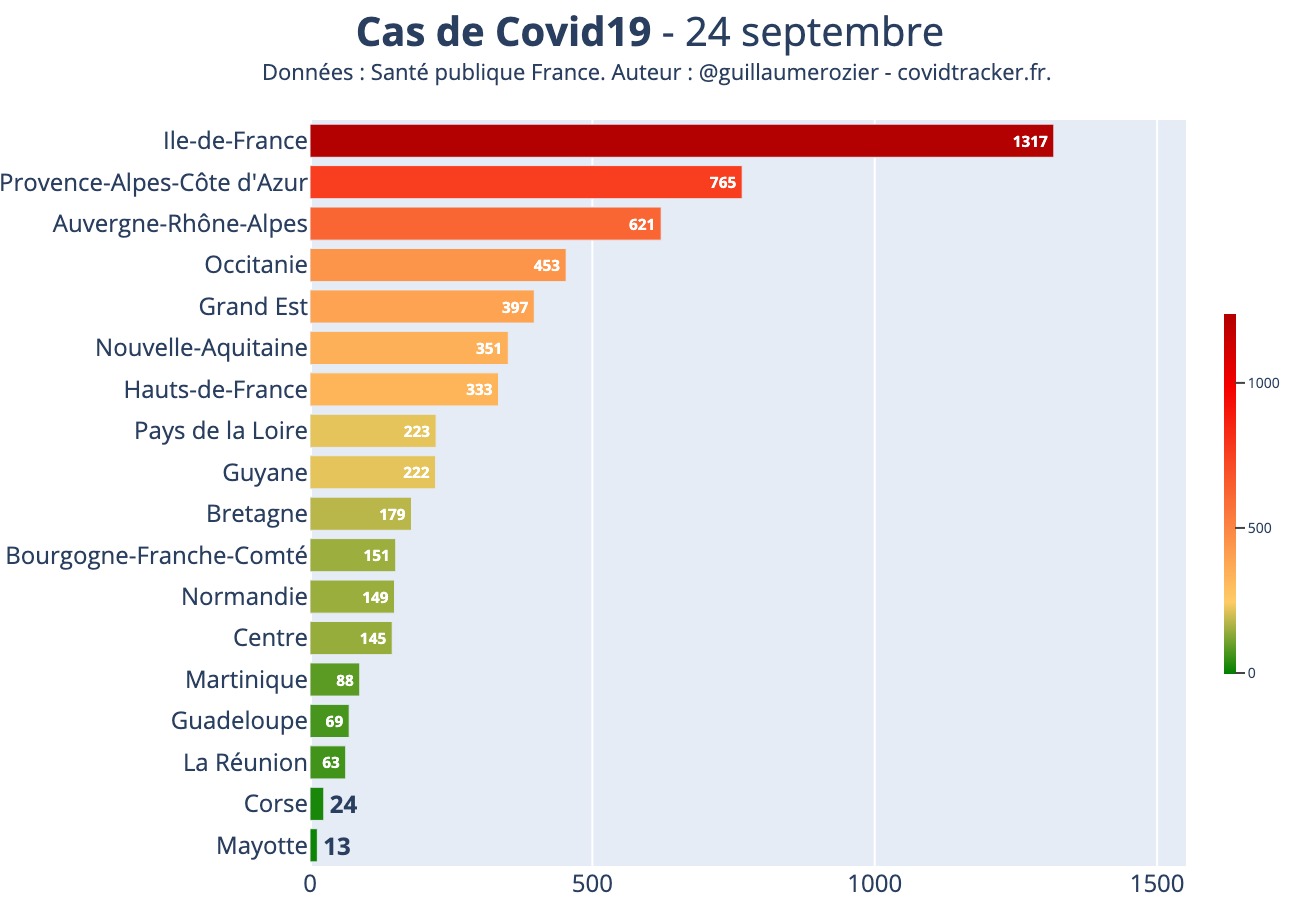 Cas de Covid19 - 24 septembre
Données : Santé publique France. Auteur : @guillaumerozier - covidtracker.fr.
Ile-de-France 1317
Provence-Alpes-Côte d'Azur 765
Auvergne-Rhône-Alpes 621
Occitanie 453
Grand Est 397
Nouvelle-Aquitaine 351
Hauts-de-France 333
Pays de la Loire 223
Guyane 222
Bretagne 179
Bourgogne-Franche-Comté 151
Normandie 149
Centre 145
Martinique 88
Guadeloupe 69
La Réunion 63
Corse 24
Mayotte 13
0 500 1000 1500
1000
500
0